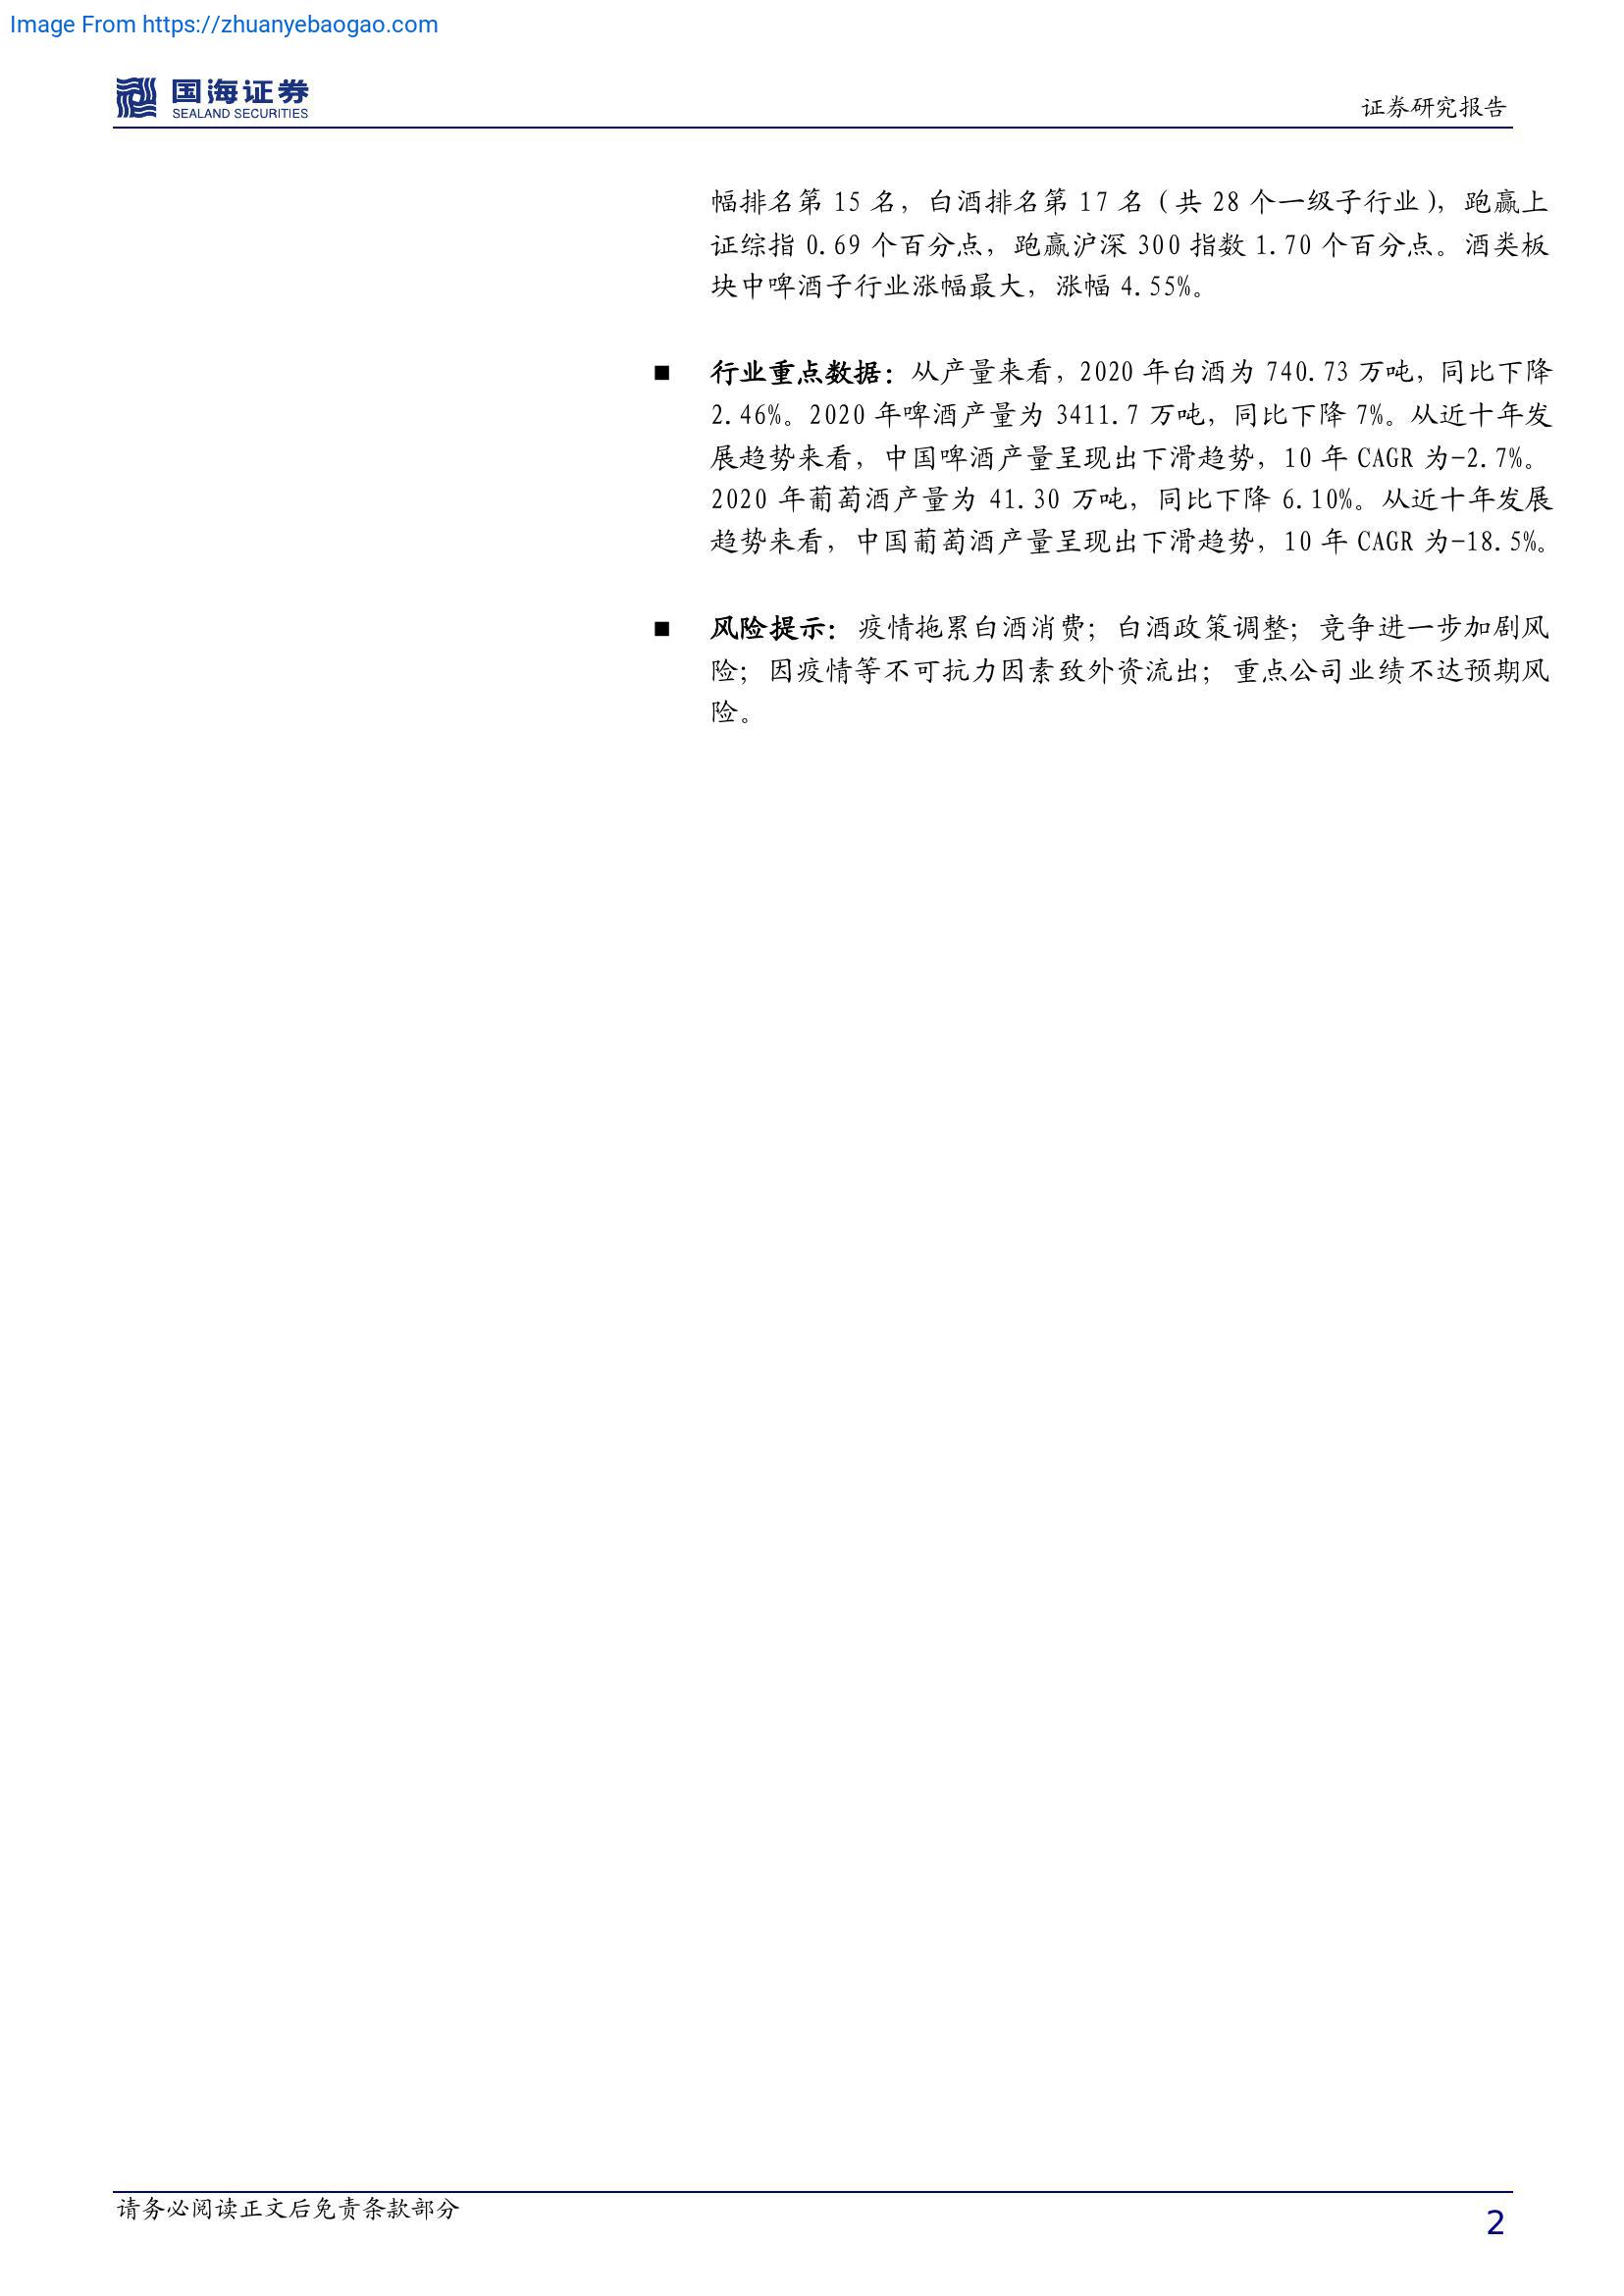 Image From https://zhuanyebaogao.com
国海证券
SEALAND SECURITIES
证券研究报告
幅排名第 15 名，白酒排名第 17 名（共 28 个一级子行业），跑赢上
证综指 0.69 个百分点，跑赢沪深 300 指数 1.70 个百分点。酒类板
块中啤酒子行业涨幅最大，涨幅 4.55%。
■ 行业重点数据：从产量来看，2020 年白酒为 740.73 万吨，同比下降
2.46%。2020 年啤酒产量为 3411.7 万吨，同比下降 7%。从近十年发
展趋势来看，中国啤酒产量呈现出下滑趋势，10 年 CAGR 为-2.7%。
2020 年葡萄酒产量为 41.30 万吨，同比下降 6.10%。从近十年发展
趋势来看，中国葡萄酒产量呈现出下滑趋势，10 年 CAGR 为-18.5%。
■ 风险提示：疫情拖累白酒消费；白酒政策调整；竞争进一步加剧风
险；因疫情等不可抗力因素致外资流出；重点公司业绩不达预期风
险。
请务必阅读正文后免责条款部分
2